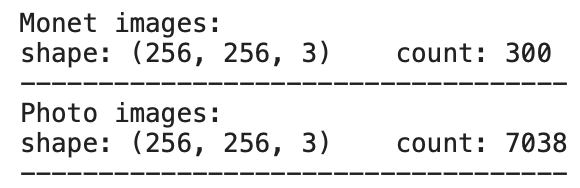 Monet images:
shape: (256, 256, 3)    count: 300
-----------------------------------
Photo images:
shape: (256, 256, 3)    count: 7038
-----------------------------------